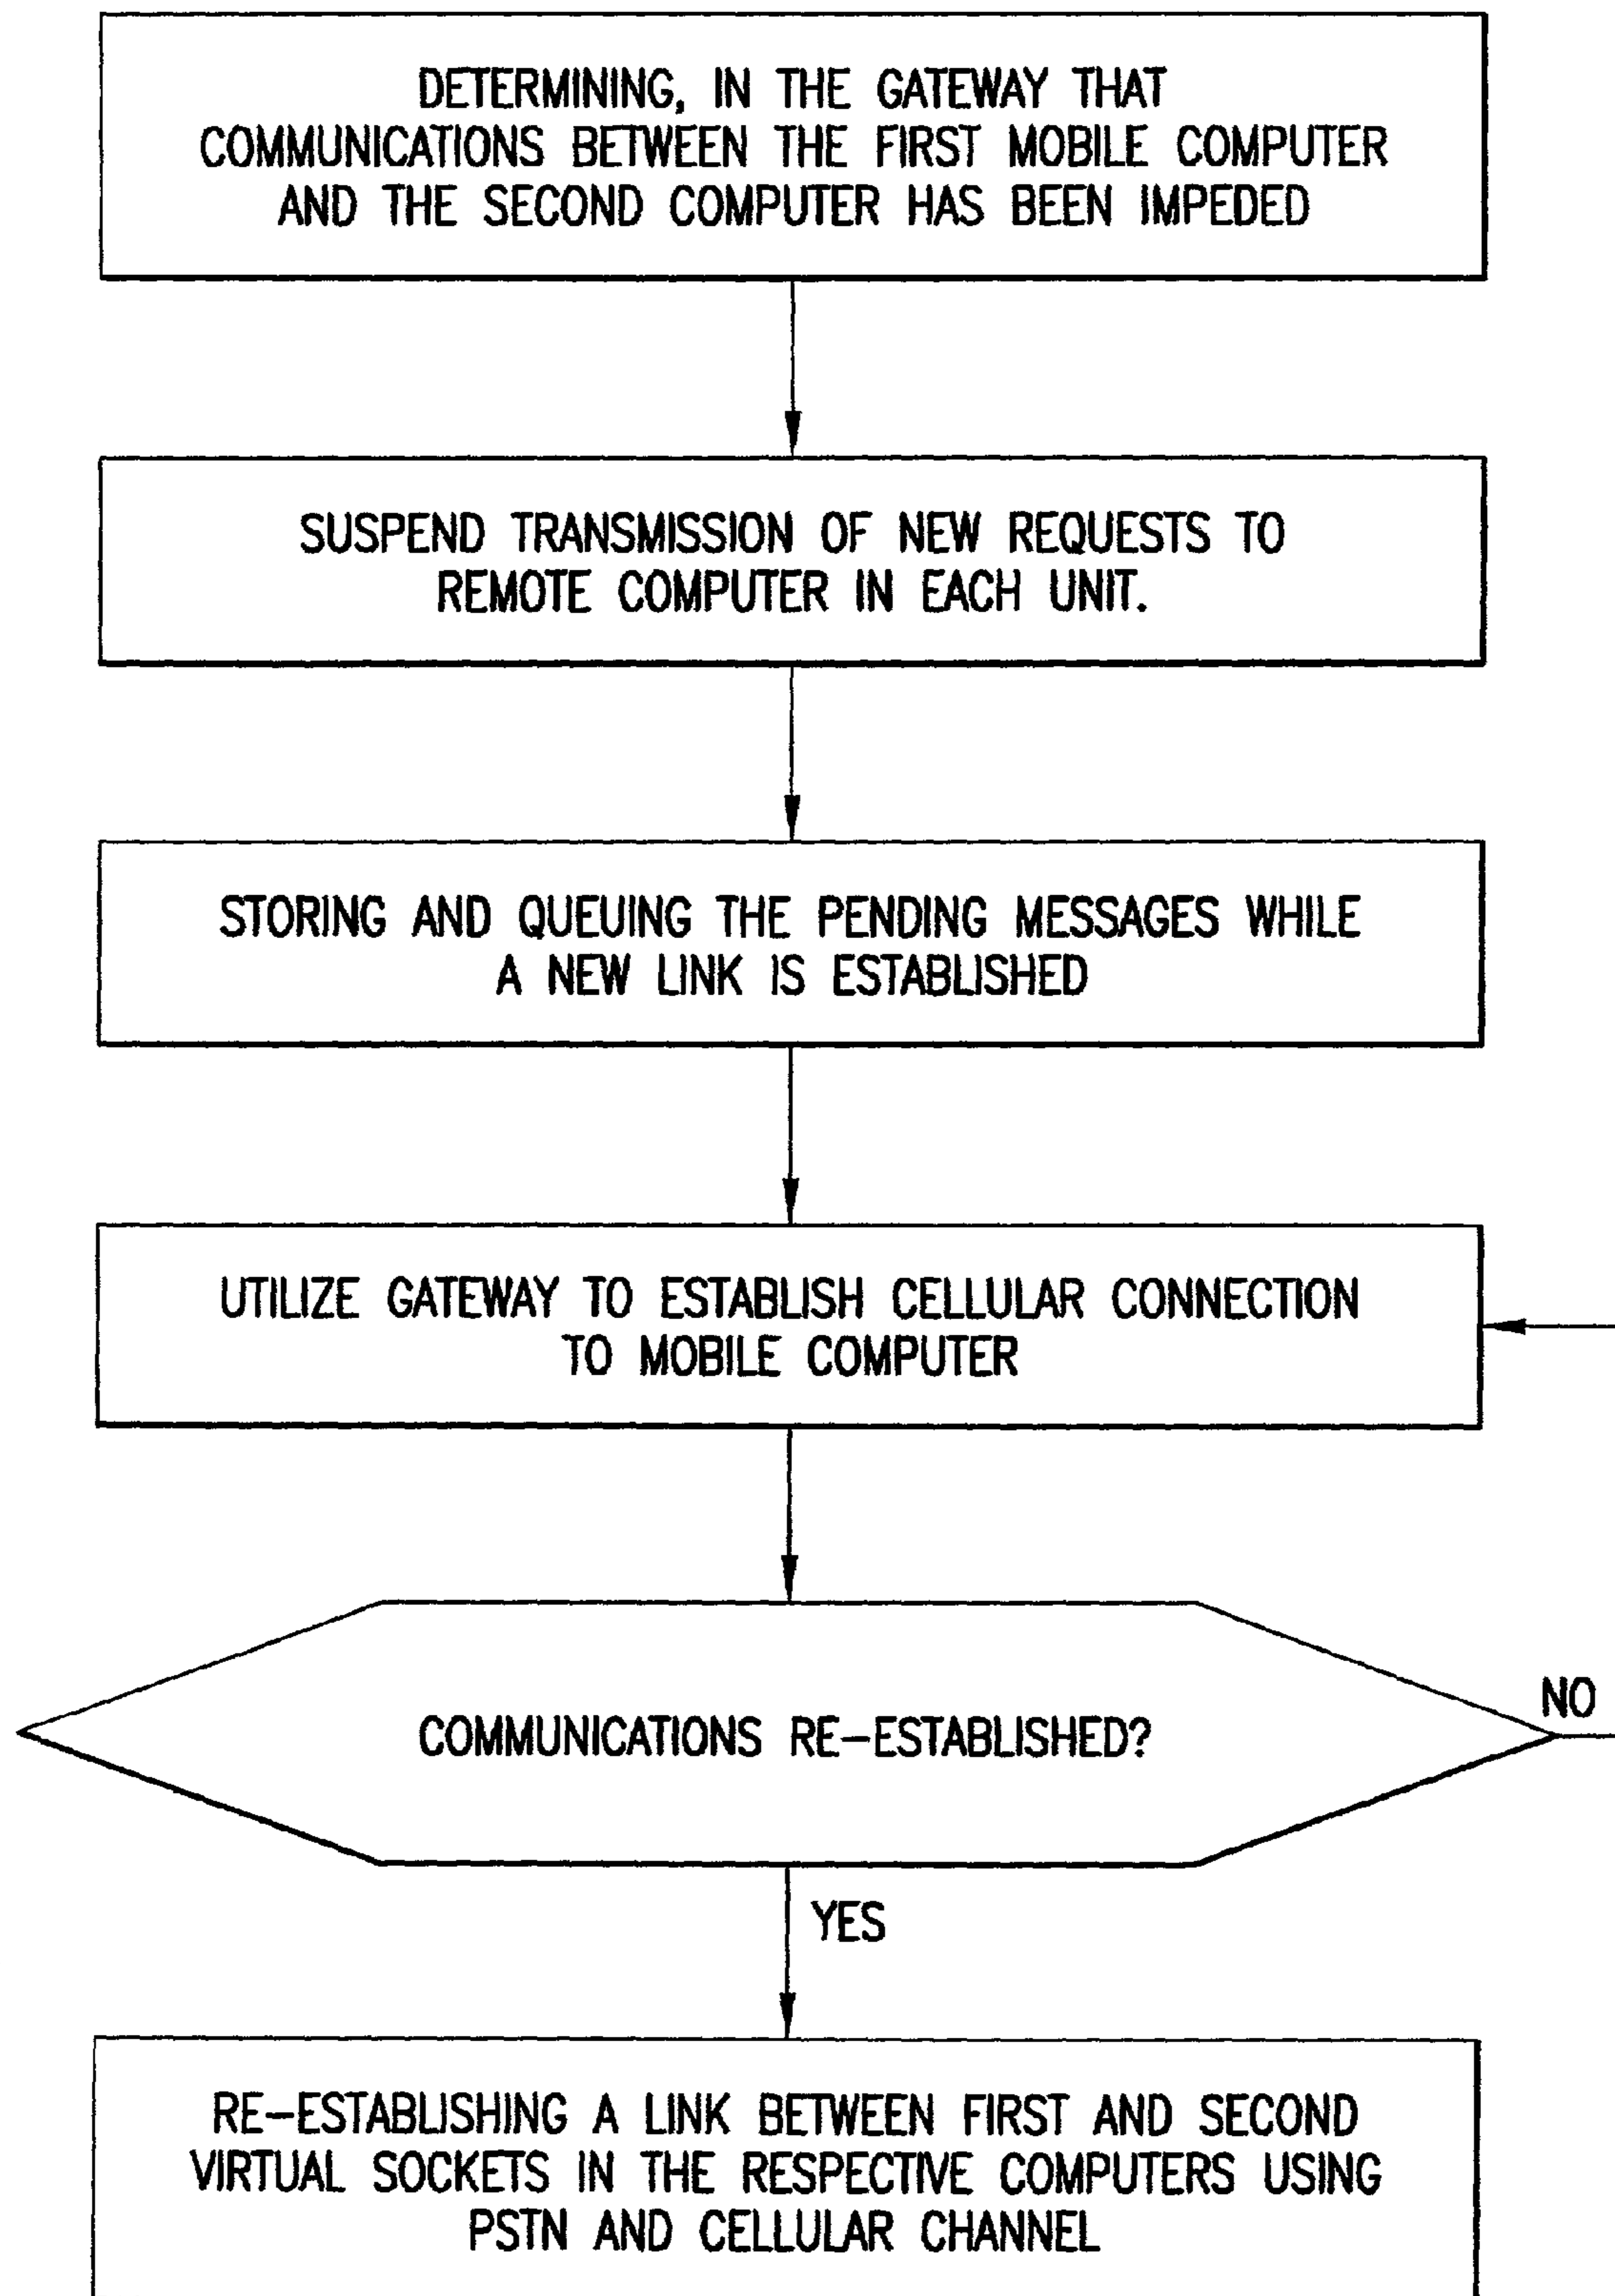 DETERMINING, IN THE GATEWAY THAT
COMMUNICATIONS BETWEEN THE FIRST MOBILE COMPUTER
AND THE SECOND COMPUTER HAS BEEN IMPEDED
SUSPEND TRANSMISSION OF NEW REQUESTS TO
REMOTE COMPUTER IN EACH UNIT.
STORING AND QUEUING THE PENDING MESSAGES WHILE
A NEW LINK IS ESTABLISHED
UTILIZE GATEWAY TO ESTABLISH CELLULAR CONNECTION
TO MOBILE COMPUTER
COMMUNICATIONS RE-ESTABLISHED?
NO
YES
RE-ESTABLISHING A LINK BETWEEN FIRST AND SECOND
VIRTUAL SOCKETS IN THE RESPECTIVE COMPUTERS USING
PSTN AND CELLULAR CHANNEL